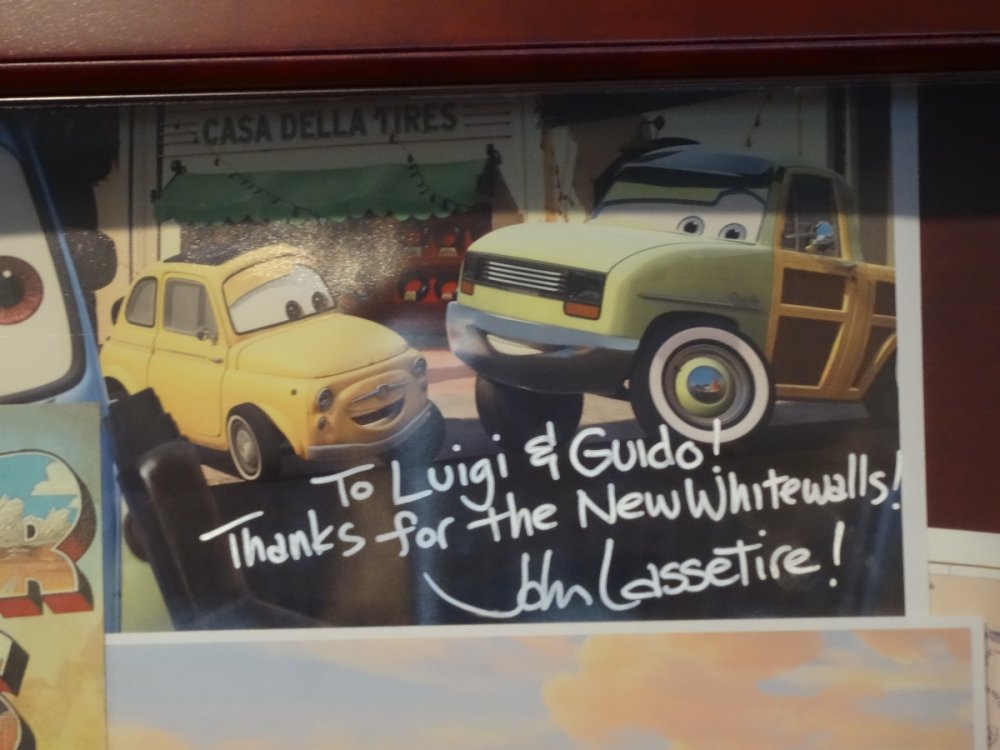 CASA DELLA TIRES
To Luigi & Guido!
Thanks for the New Whitewalls!
John Lassetire!